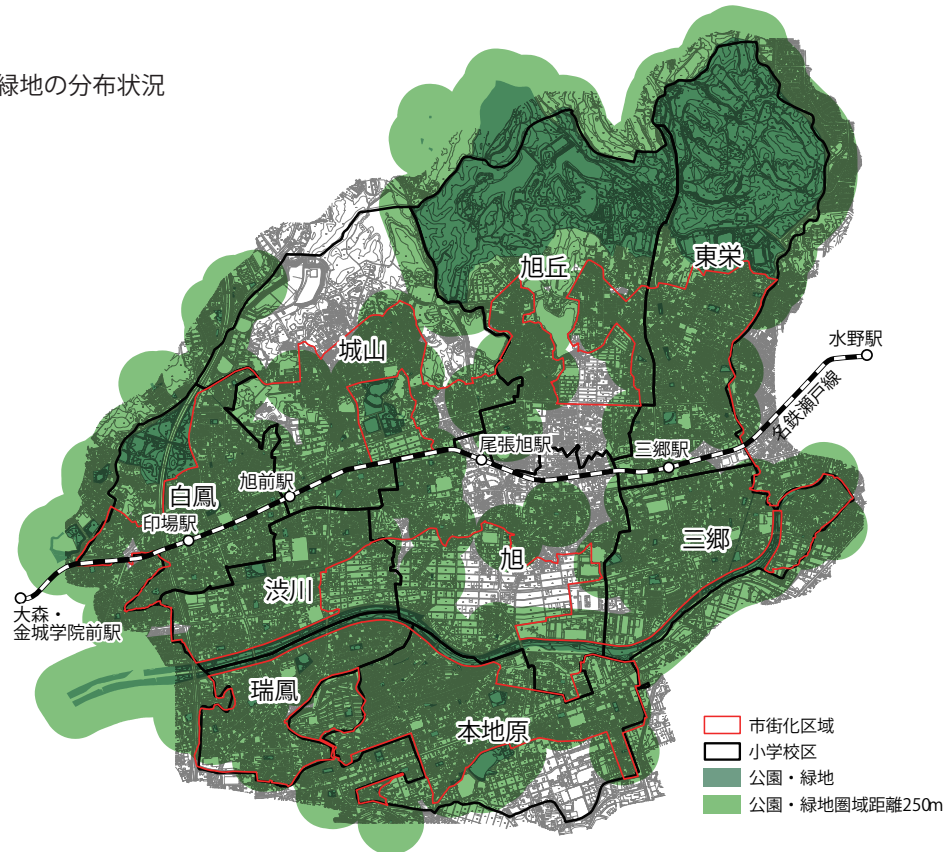 緑地の分布状況
東栄
旭丘
水野駅
城山
名鉄瀬戸線
尾張旭駅
三郷駅
旭前駅
白鳳
印場駅
三郷
旭
渋川
大森・
金城学院前駅
瑞鳳
本地原
市街化区域
小学校区
公園・緑地
公園・緑地圏域距離250m